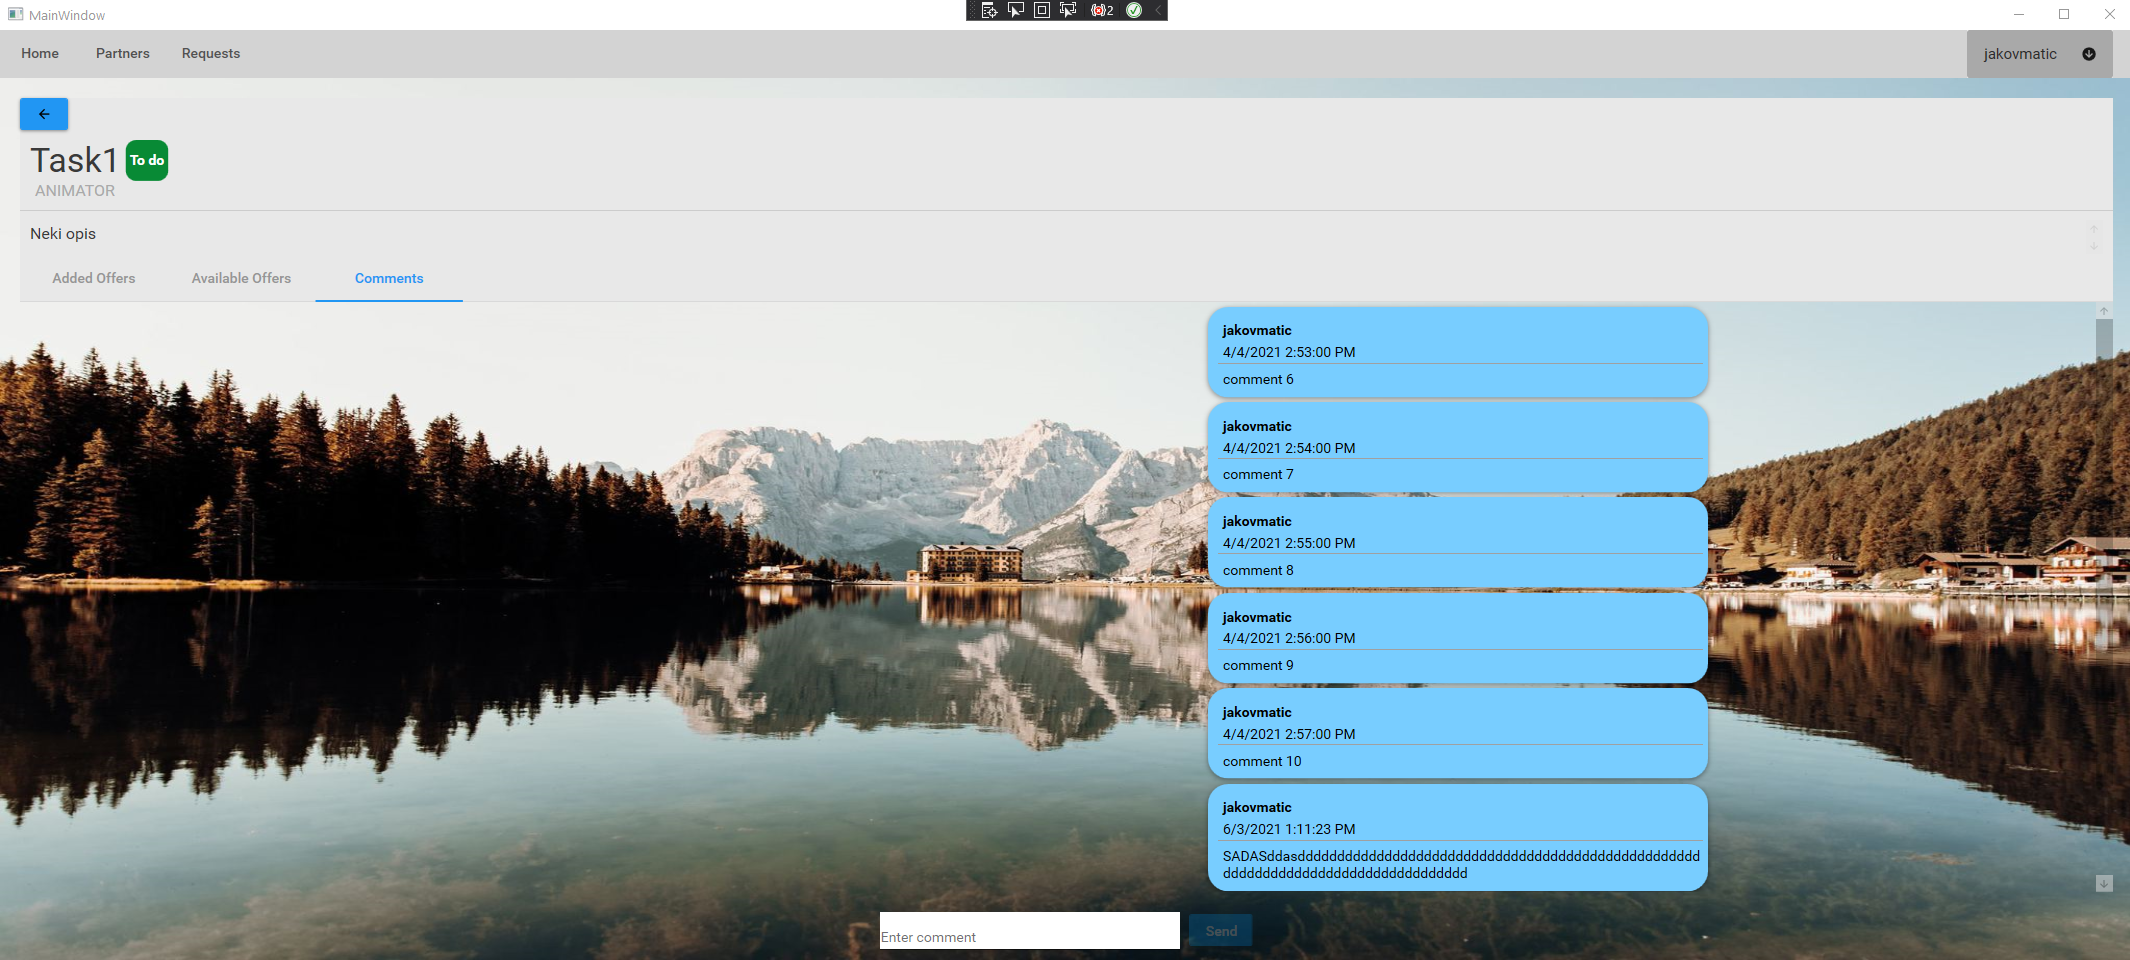 MainWindow
2
Home Partners Requests jakovmatic
Task1 To do
ANIMATOR
Neki opis
Added Offers Available Offers Comments
jakovmatic
4/4/2021 2:53:00 PM
comment 6
jakovmatic
4/4/2021 2:54:00 PM
comment 7
jakovmatic
4/4/2021 2:55:00 PM
comment 8
jakovmatic
4/4/2021 2:56:00 PM
comment 9
jakovmatic
4/4/2021 2:57:00 PM
comment 10
jakovmatic
6/3/2021 1:11:23 PM
SADASddasdddddddddddddddddddddddddddddddddddddddddddddddddd
ddddddddddddddddddddddddddddddd
Enter comment Send